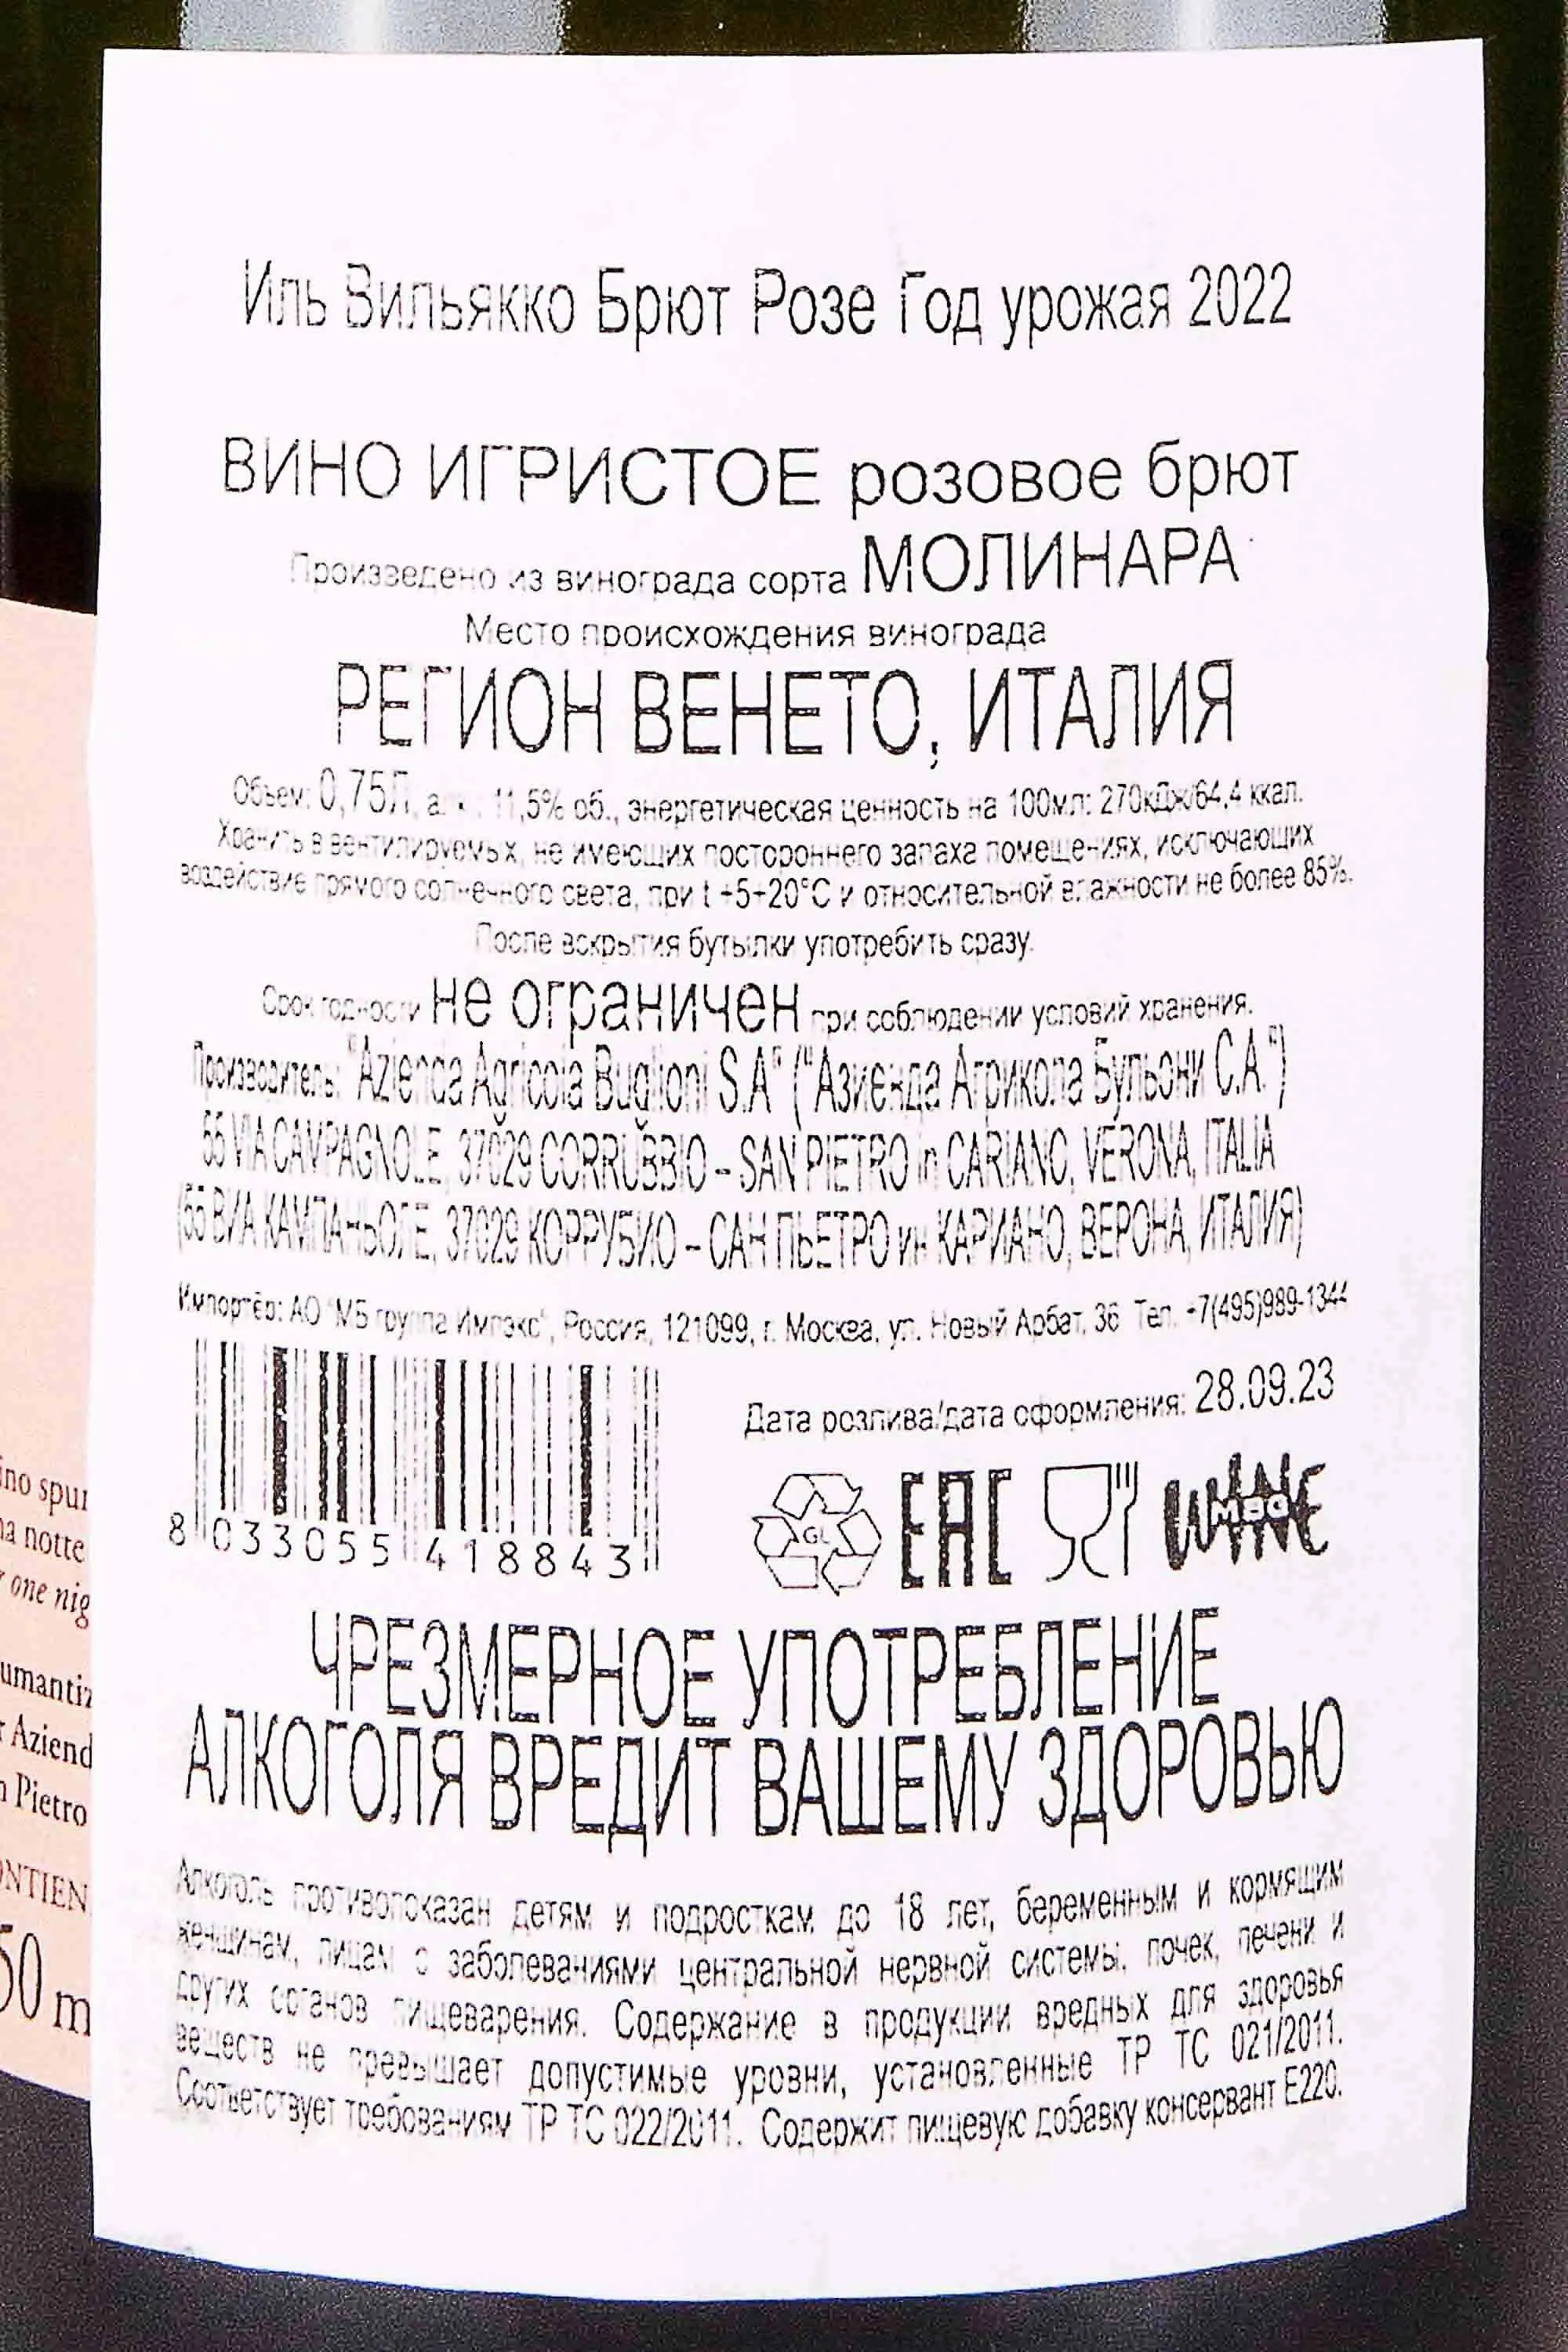 Иль Вильякко Брют Розе Год урожая 2022
ВИНО ИГРИСТОЕ розовое брют
Произведено из винограда сорта МОЛИНАРА
Место происхождения винограда
РЕГИОН ВЕНЕТО, ИТАЛИЯ
Объем: 0,75Л, 11,5% об., энергетическая ценность на 100мл: 270кДж/64,4 ккал.
Хранить в вентилируемых, не имеющих постороннего запаха помещениях, исключающих
воздействие прямого солнечного света, при t +5+20°С и относительной влажности не более 85%.
После вскрытия бутылки употребить сразу.
Срок годности не ограничен при соблюдении условий хранения.
Производитель: "Azienda Agricola Buglioni S.A" ("Азиенда Агрикола Бульони С.А.")
55 VIA CAMPAGNOLE, 37029 CORRUBBIO – SAN PIETRO in CARIANO, VERONA, ITALIA
(55 ВИА КАМПАНЬОЛЕ, 37029 КОРРУБИО – САН ПЬЕТРО ин КАРИАНО, ВЕРОНА, ИТАЛИЯ)
Импортёр: АО "МБ группа Импэкс", Россия, 121099, г. Москва, ул. Новый Арбат, 36 Тел. +7(495)989-1344
Дата розлива/дата оформления: 28.09.23
8 033055 418843
GL EAC WINE MBG
ЧРЕЗМЕРНОЕ УПОТРЕБЛЕНИЕ
АЛКОГОЛЯ ВРЕДИТ ВАШЕМУ ЗДОРОВЬЮ
Алкоголь противопоказан детям и подросткам до 18 лет, беременным и кормящим
женщинам, лицам с заболеваниями центральной нервной системы, почек, печени и
других органов пищеварения. Содержание в продукции вредных для здоровья
веществ не превышает допустимые уровни, установленные ТР ТС 021/2011.
Соответствует требованиям ТР ТС 022/2011. Содержит пищевую добавку консервант Е220.
notte
one
Pietro